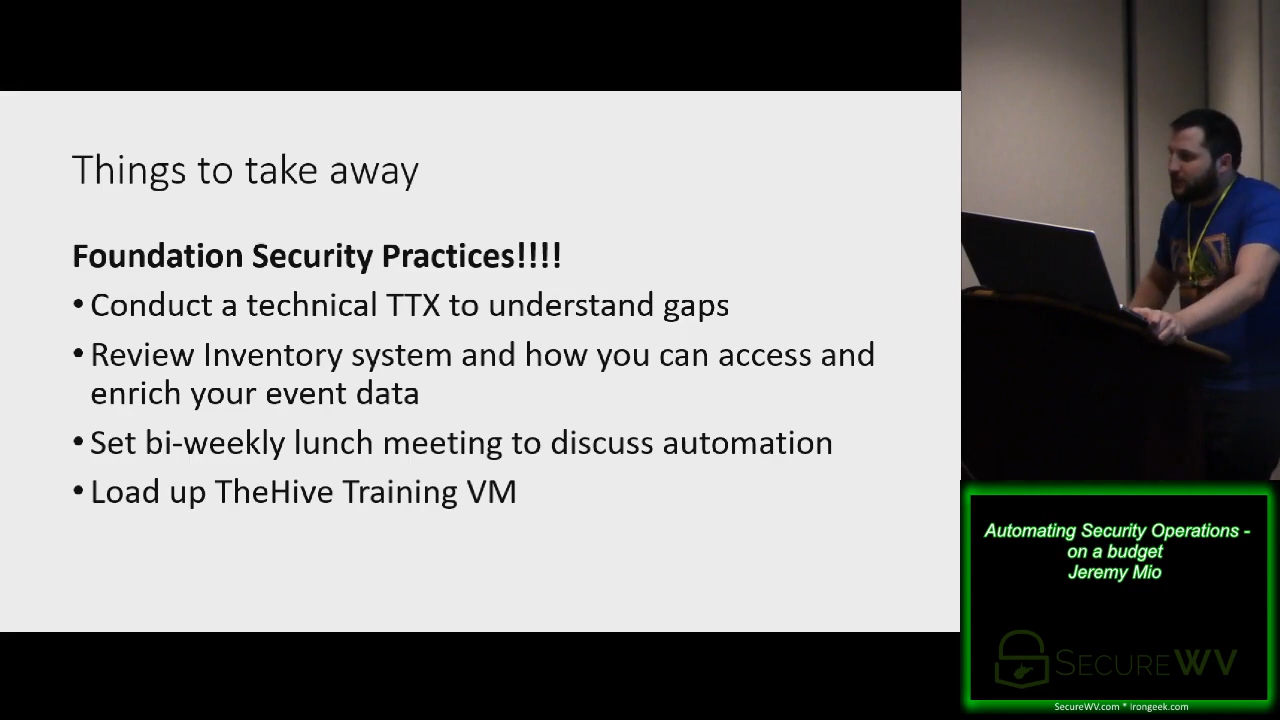 Things to take away
Foundation Security Practices!!!!
• Conduct a technical TTX to understand gaps
• Review Inventory system and how you can access and
enrich your event data
• Set bi-weekly lunch meeting to discuss automation
• Load up TheHive Training VM
Automating Security Operations -
on a budget
Jeremy Mio
SECUREWV
SecureWV.com * Irongeek.com